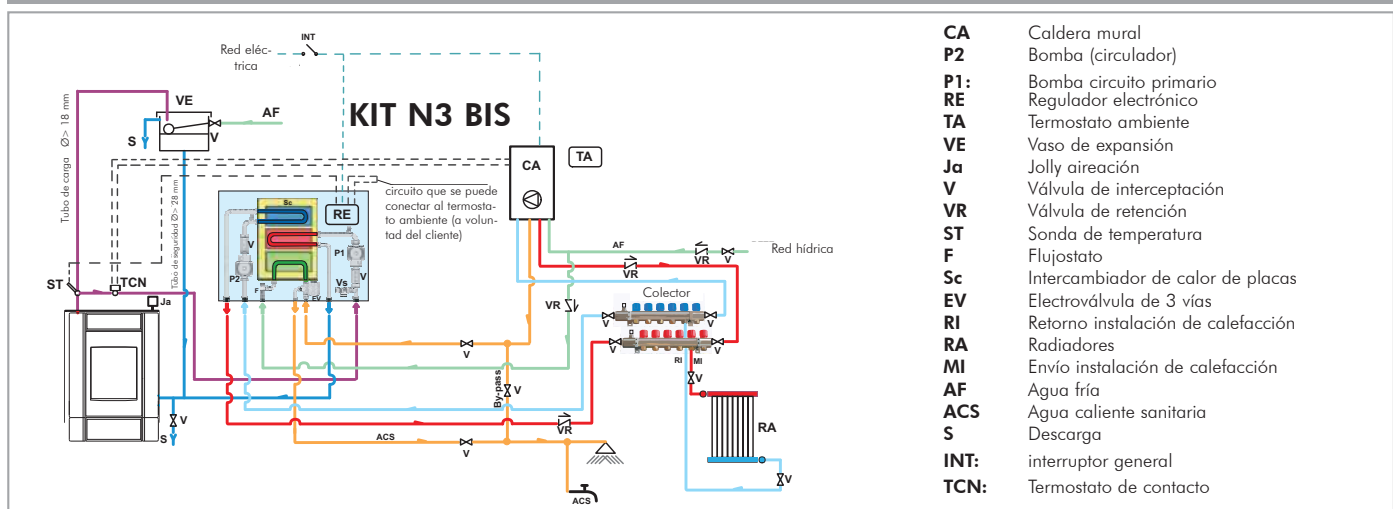 INT
Red eléc-
trica
Tubo de carga Ø> 18 mm
VE
AF
V
S
KIT N3 BIS
CA
TA
circuito que se puede
conectar al termosta-
to ambiente (a volun-
tad del cliente)
Sc
RE
V
P1
P2
V
F
EV
Vs
Tubo de seguridad Ø> 28 mm
ST
TCN
Ja
AF
VR
V
Red hídrica
VR
VR
Colector
V
V
V
V
RI
MI
V
V
By-pass
V
VR
RA
V
S
ACS
V
V
ACS
CA Caldera mural
P2 Bomba (circulador)
P1: Bomba circuito primario
RE Regulador electrónico
TA Termostato ambiente
VE Vaso de expansión
Ja Jolly aireación
V Válvula de interceptación
VR Válvula de retención
ST Sonda de temperatura
F Flujostato
Sc Intercambiador de calor de placas
EV Electroválvula de 3 vías
RI Retorno instalación de calefacción
RA Radiadores
MI Envío instalación de calefacción
AF Agua fría
ACS Agua caliente sanitaria
S Descarga
INT: interruptor general
TCN: Termostato de contacto